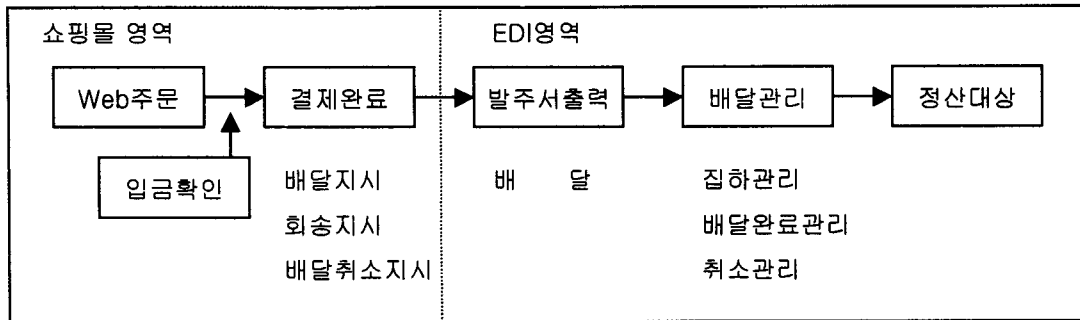 쇼핑몰 영역 EDI영역
Web주문 결제완료 발주서출력 배달관리 정산대상
입금확인
배달지시 배 달 집하관리
회송지시 배달완료관리
배달취소지시 취소관리